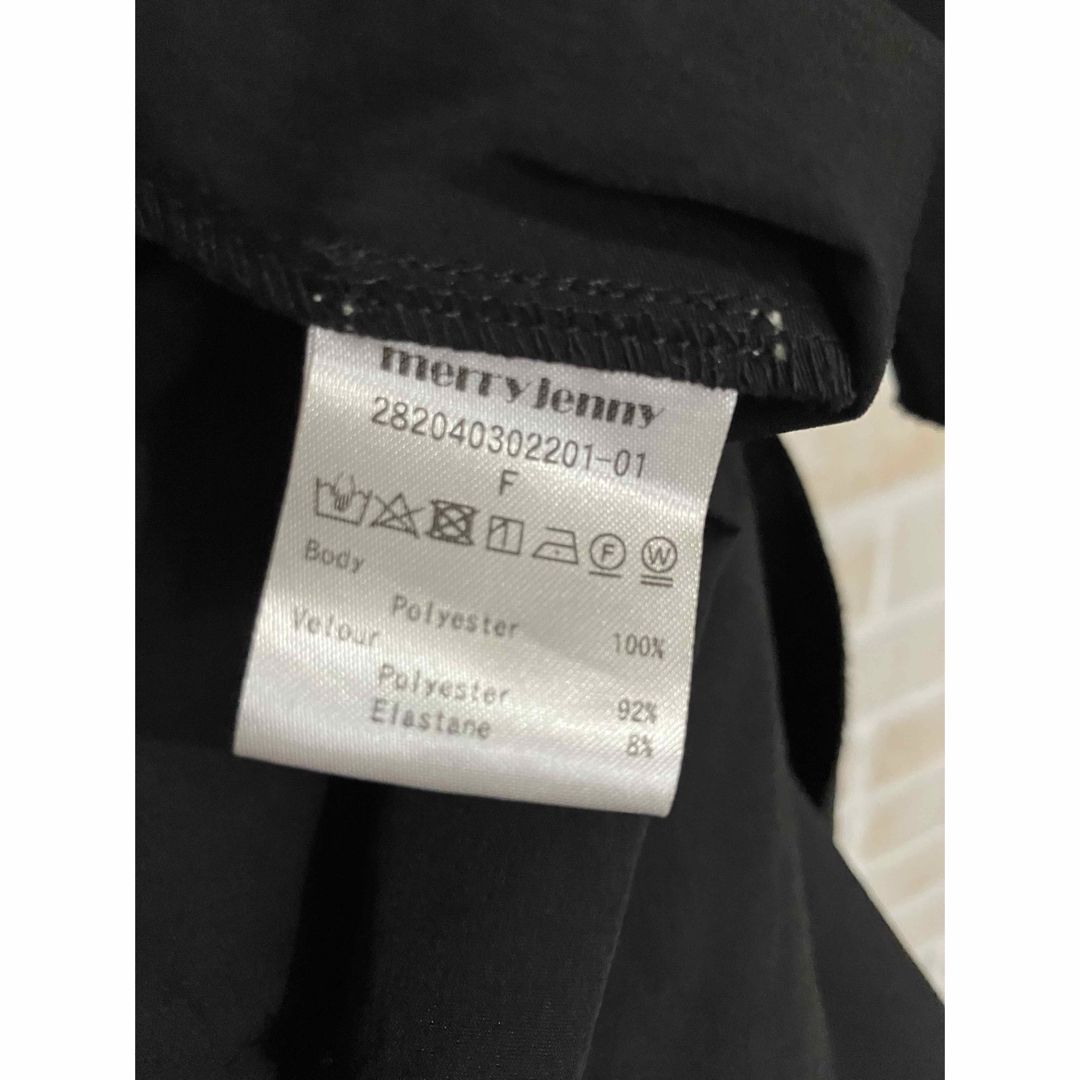 merry jenny
282040302201-01
F
F W
Body
Polyester 100%
Velour
Polyester 92%
Elastane 8%